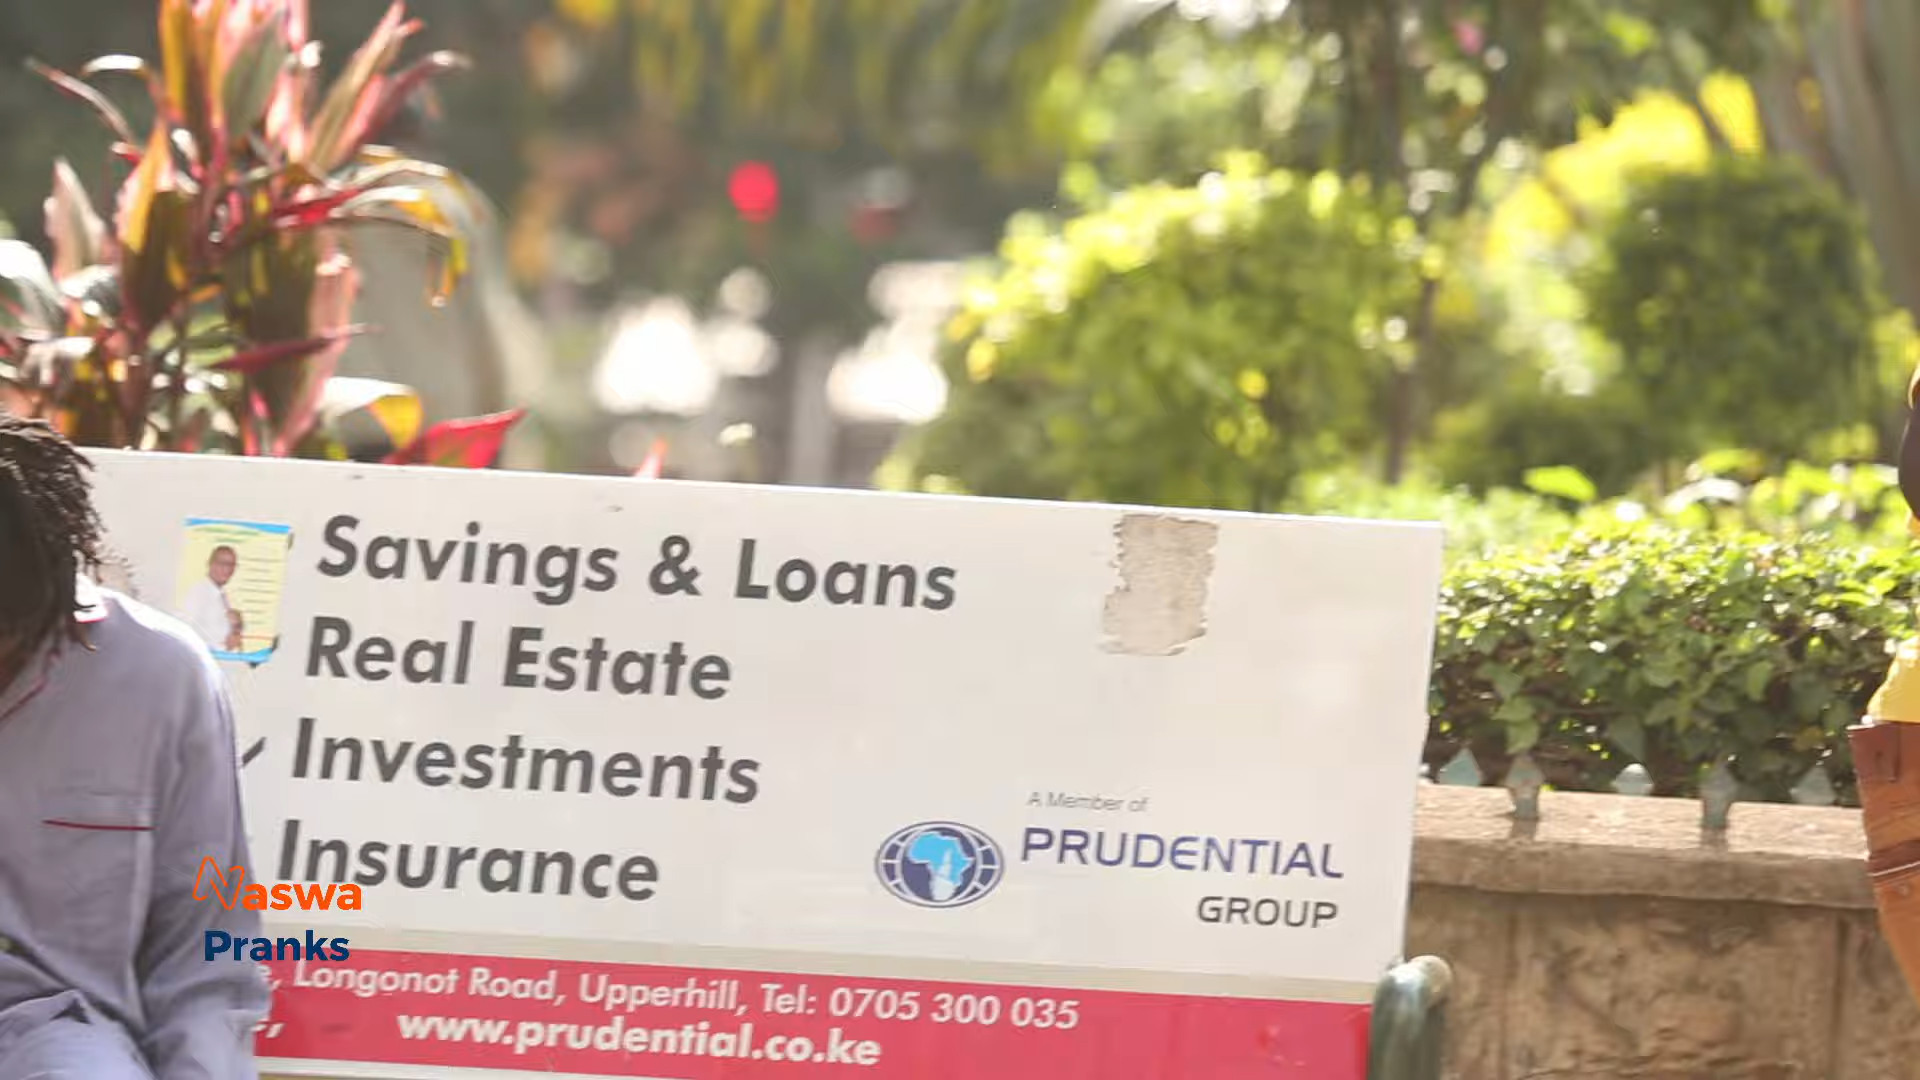 Savings & Loans
Real Estate
Investments
Insurance
A Member of
PRUDENTIAL
GROUP
Naswa
Pranks
, Longonot Road, Upperhill, Tel: 0705 300 035
www.prudential.co.ke